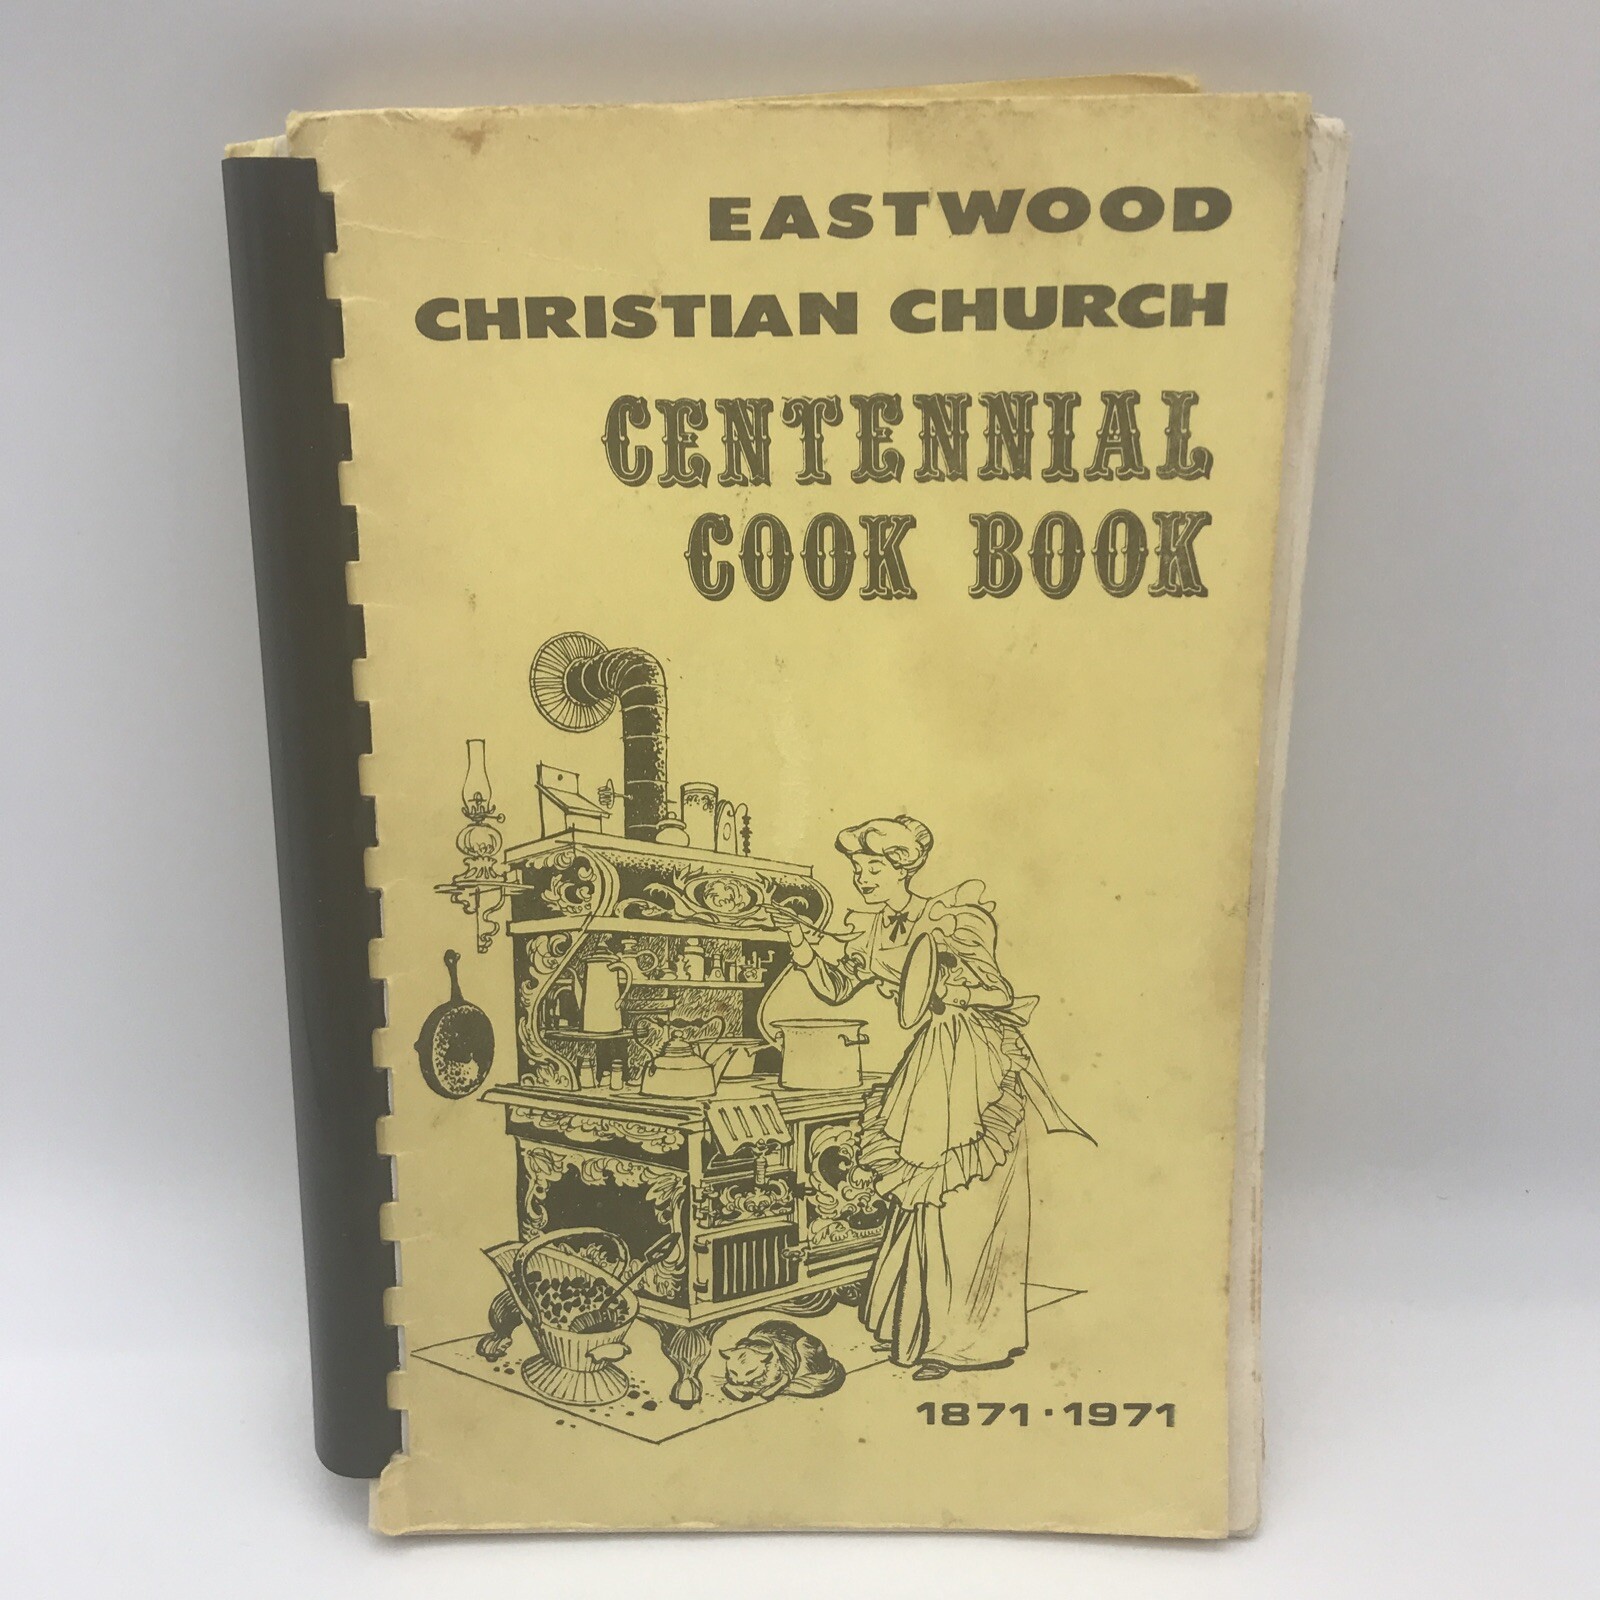 EASTWOOD
CHRISTIAN CHURCH
CENTENNIAL
COOK BOOK
1871 · 1971